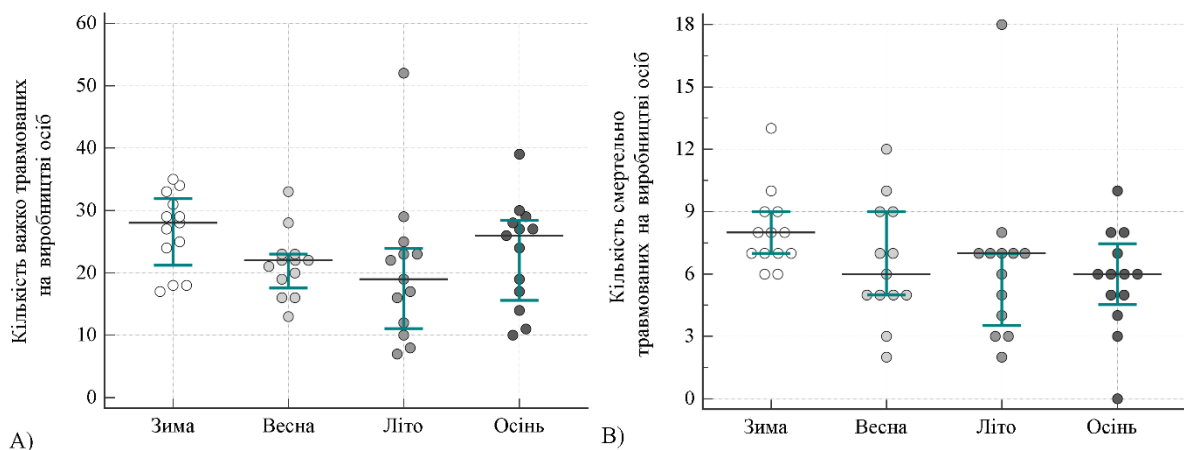 Кількість важко травмованих
на виробництві осіб
60
50
40
30
20
10
0
Зима
Весна
Літо
Осінь
А)
Кількість смертельно
травмованих на виробництві осіб
18
15
12
9
6
3
0
Зима
Весна
Літо
Осінь
В)